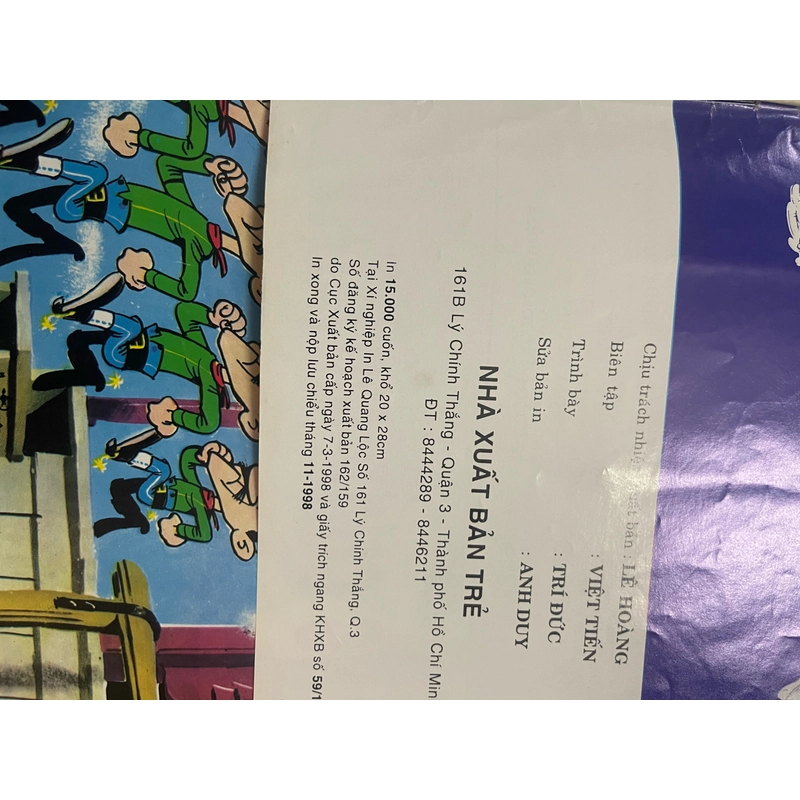 Chịu trách nhiệm xuất bản : LÊ HOÀNG
Biên tập : VIỆT TIẾN
Trình bày : TRÍ ĐỨC
Sửa bản in : ANH DUY
NHÀ XUẤT BẢN TRẺ
161B Lý Chính Thắng - Quận 3 - Thành phố Hồ Chí Min
ĐT : 8444289 - 8446211
In 15.000 cuốn, khổ 20 x 28cm
Tại Xí nghiệp In Lê Quang Lộc Số 161 Lý Chính Thắng, Q.3
Số đăng ký kế hoạch xuất bản 162/159
do Cục Xuất bản cấp ngày 7-3-1998 và giấy trích ngang KHXB số 59/1
In xong và nộp lưu chiểu tháng 11-1998